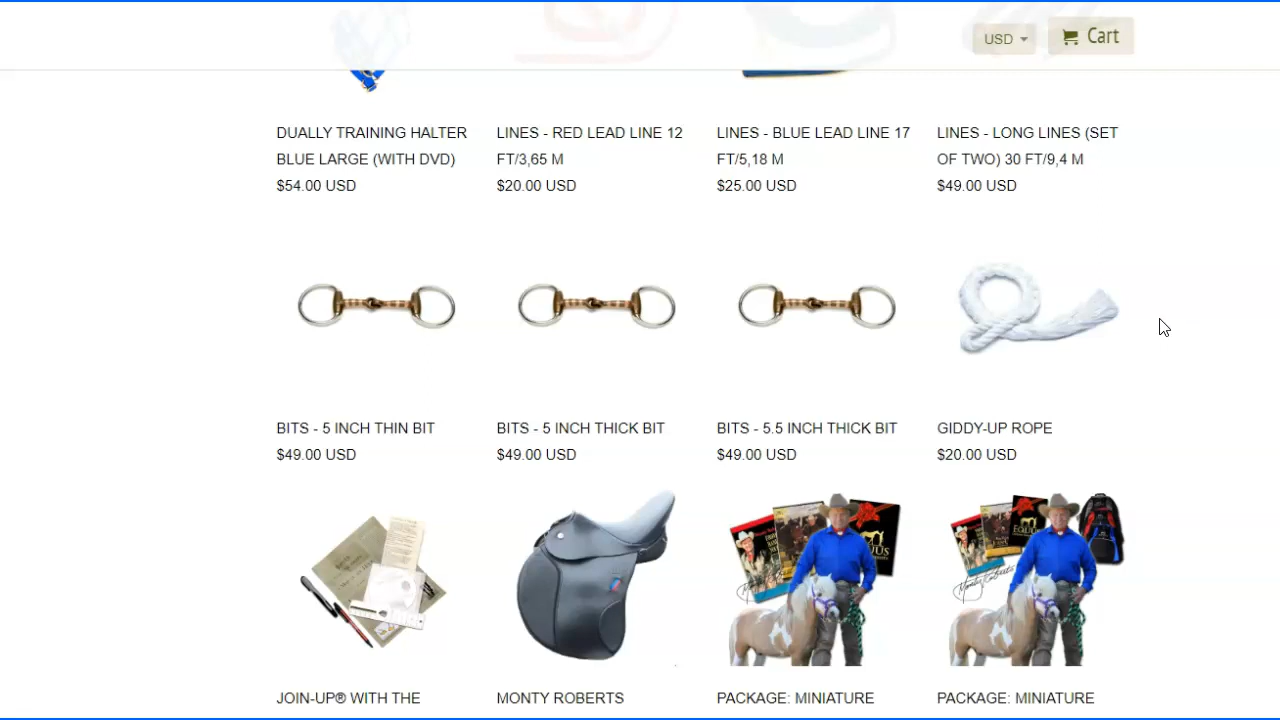 USD
Cart
DUALLY TRAINING HALTER
BLUE LARGE (WITH DVD)
$54.00 USD
LINES - RED LEAD LINE 12
FT/3,65 M
$20.00 USD
LINES - BLUE LEAD LINE 17
FT/5,18 M
$25.00 USD
LINES - LONG LINES (SET
OF TWO) 30 FT/9,4 M
$49.00 USD
BITS - 5 INCH THIN BIT
$49.00 USD
BITS - 5 INCH THICK BIT
$49.00 USD
BITS - 5.5 INCH THICK BIT
$49.00 USD
GIDDY-UP ROPE
$20.00 USD
JOIN-UP® WITH THE
MONTY ROBERTS
PACKAGE: MINIATURE
PACKAGE: MINIATURE